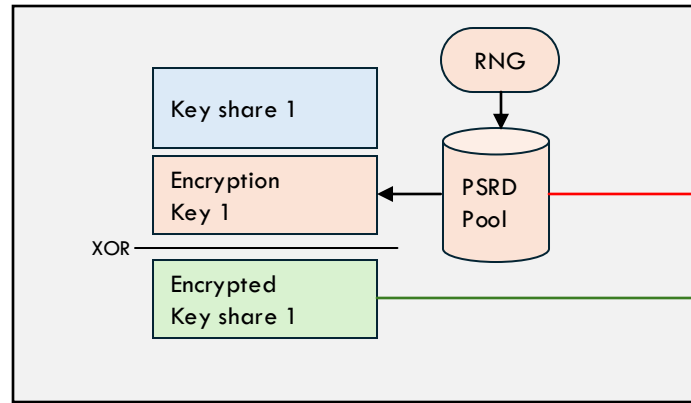 RNG
Key share 1
Encryption
Key 1
PSRD
Pool
XOR
Encrypted
Key share 1